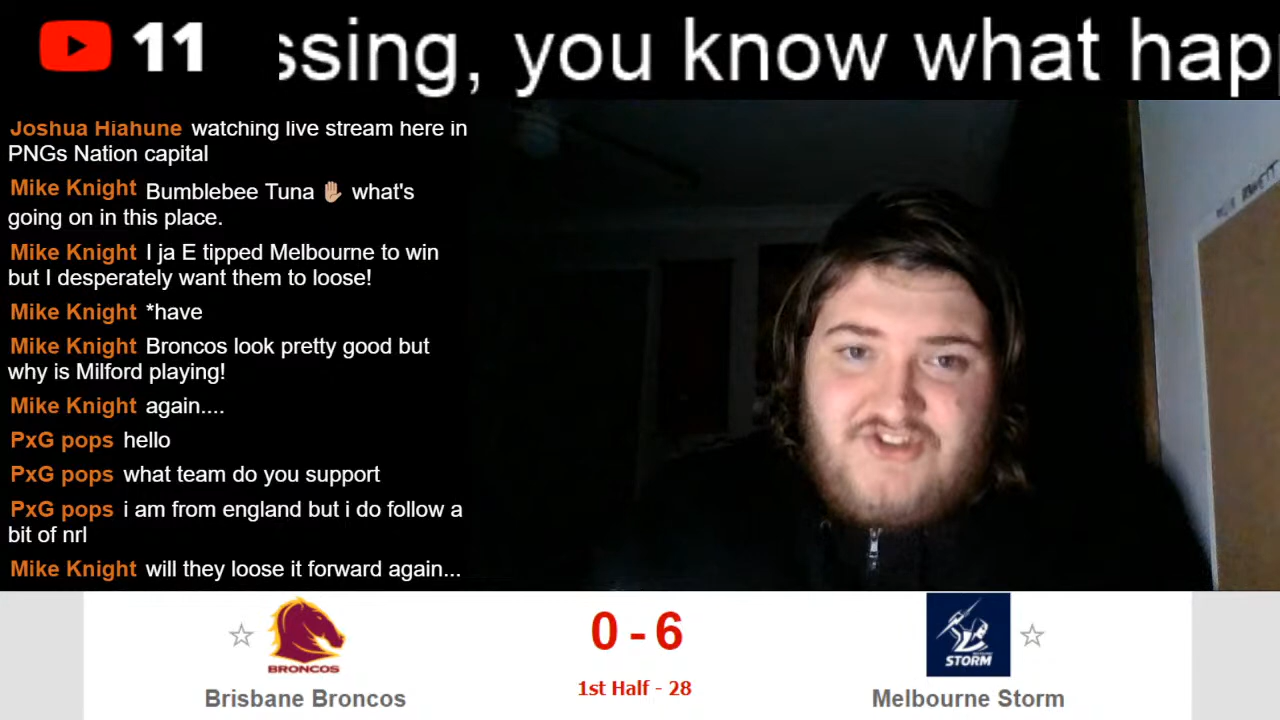 11
ssing, you know what hap
Joshua Hiahune watching live stream here in
PNGs Nation capital
Mike Knight Bumblebee Tuna ✋🏼 what's
going on in this place.
Mike Knight I ja E tipped Melbourne to win
but I desperately want them to loose!
Mike Knight *have
Mike Knight Broncos look pretty good but
why is Milford playing!
Mike Knight again....
PxG pops hello
PxG pops what team do you support
PxG pops i am from england but i do follow a
bit of nrl
Mike Knight will they loose it forward again...
BRONCOS
0 - 6
STORM
1st Half - 28
Brisbane Broncos
Melbourne Storm